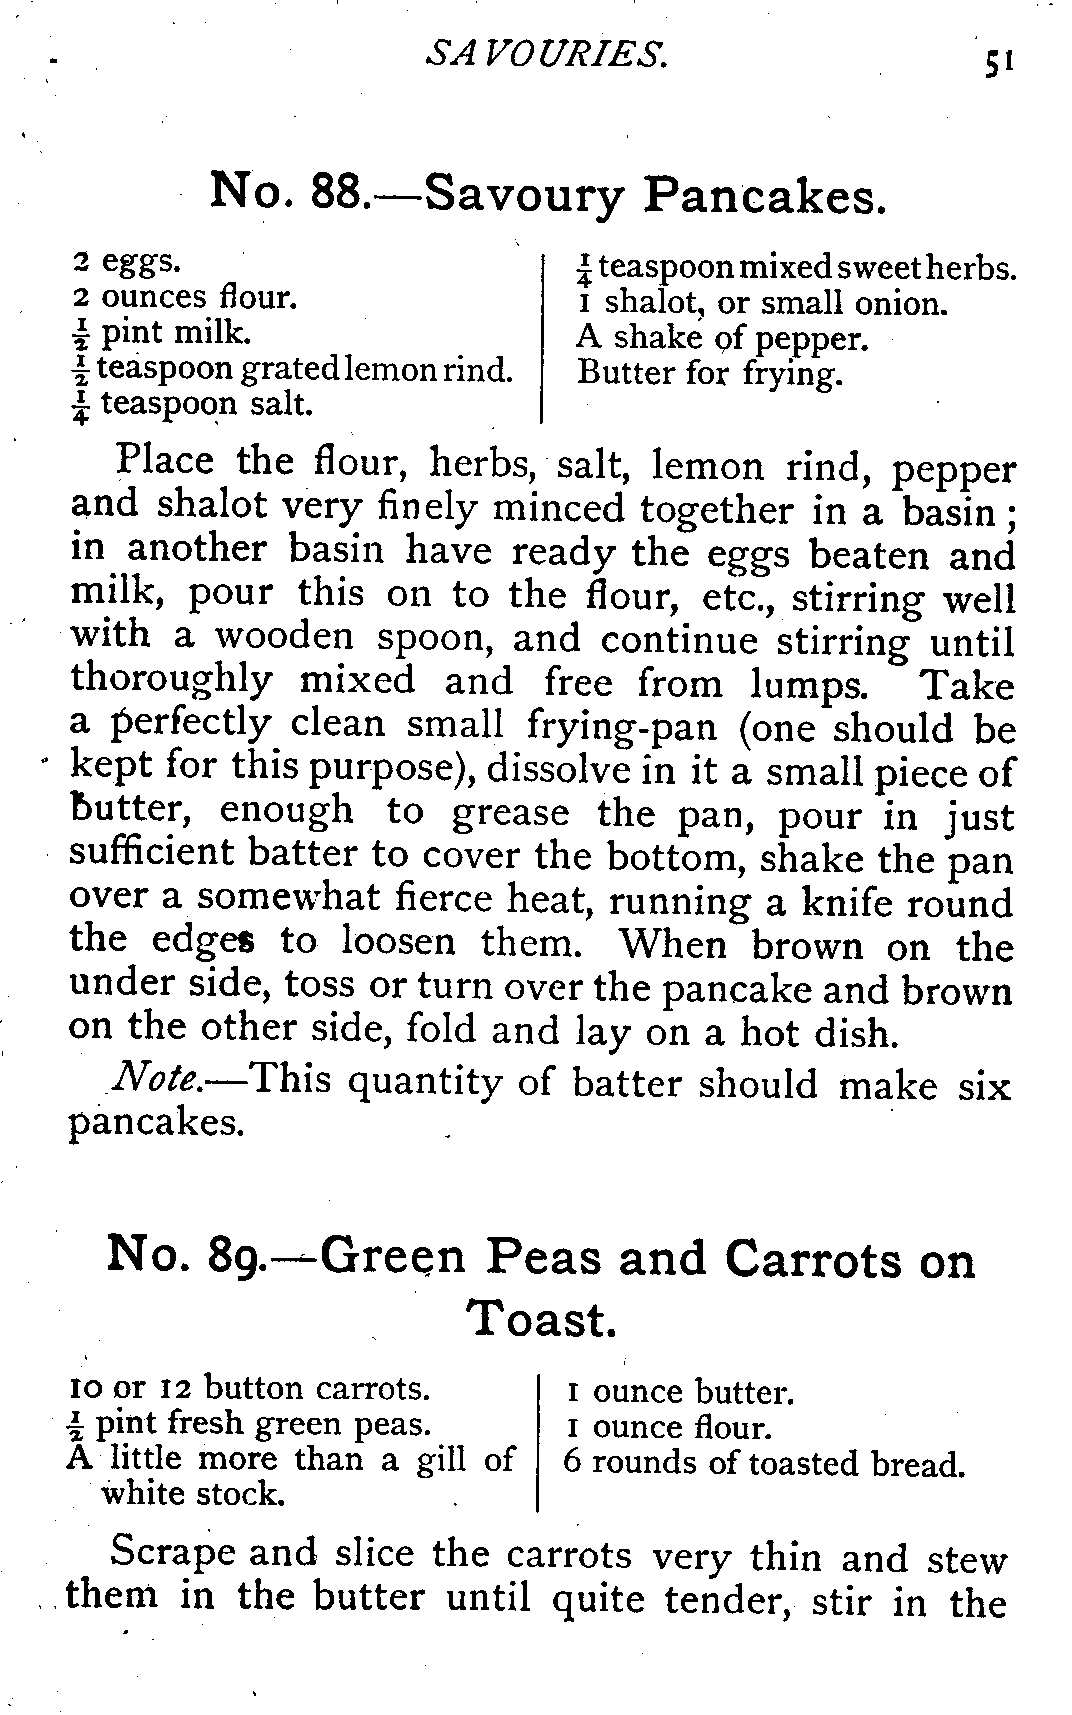 SAVOURIES.
51
No. 88.—Savoury Pancakes.
2 eggs.
2 ounces flour.
½ pint milk.
½ teaspoon grated lemon rind.
¼ teaspoon salt.
¼ teaspoon mixed sweet herbs.
1 shalot, or small onion.
A shake of pepper.
Butter for frying.
Place the flour, herbs, salt, lemon rind, pepper
and shalot very finely minced together in a basin;
in another basin have ready the eggs beaten and
milk, pour this on to the flour, etc., stirring well
with a wooden spoon, and continue stirring until
thoroughly mixed and free from lumps. Take
a perfectly clean small frying-pan (one should be
kept for this purpose), dissolve in it a small piece of
butter, enough to grease the pan, pour in just
sufficient batter to cover the bottom, shake the pan
over a somewhat fierce heat, running a knife round
the edges to loosen them. When brown on the
under side, toss or turn over the pancake and brown
on the other side, fold and lay on a hot dish.
Note.—This quantity of batter should make six
pancakes.
No. 89.—Green Peas and Carrots on
Toast.
10 or 12 button carrots.
½ pint fresh green peas.
A little more than a gill of
white stock.
1 ounce butter.
1 ounce flour.
6 rounds of toasted bread.
Scrape and slice the carrots very thin and stew
them in the butter until quite tender, stir in the